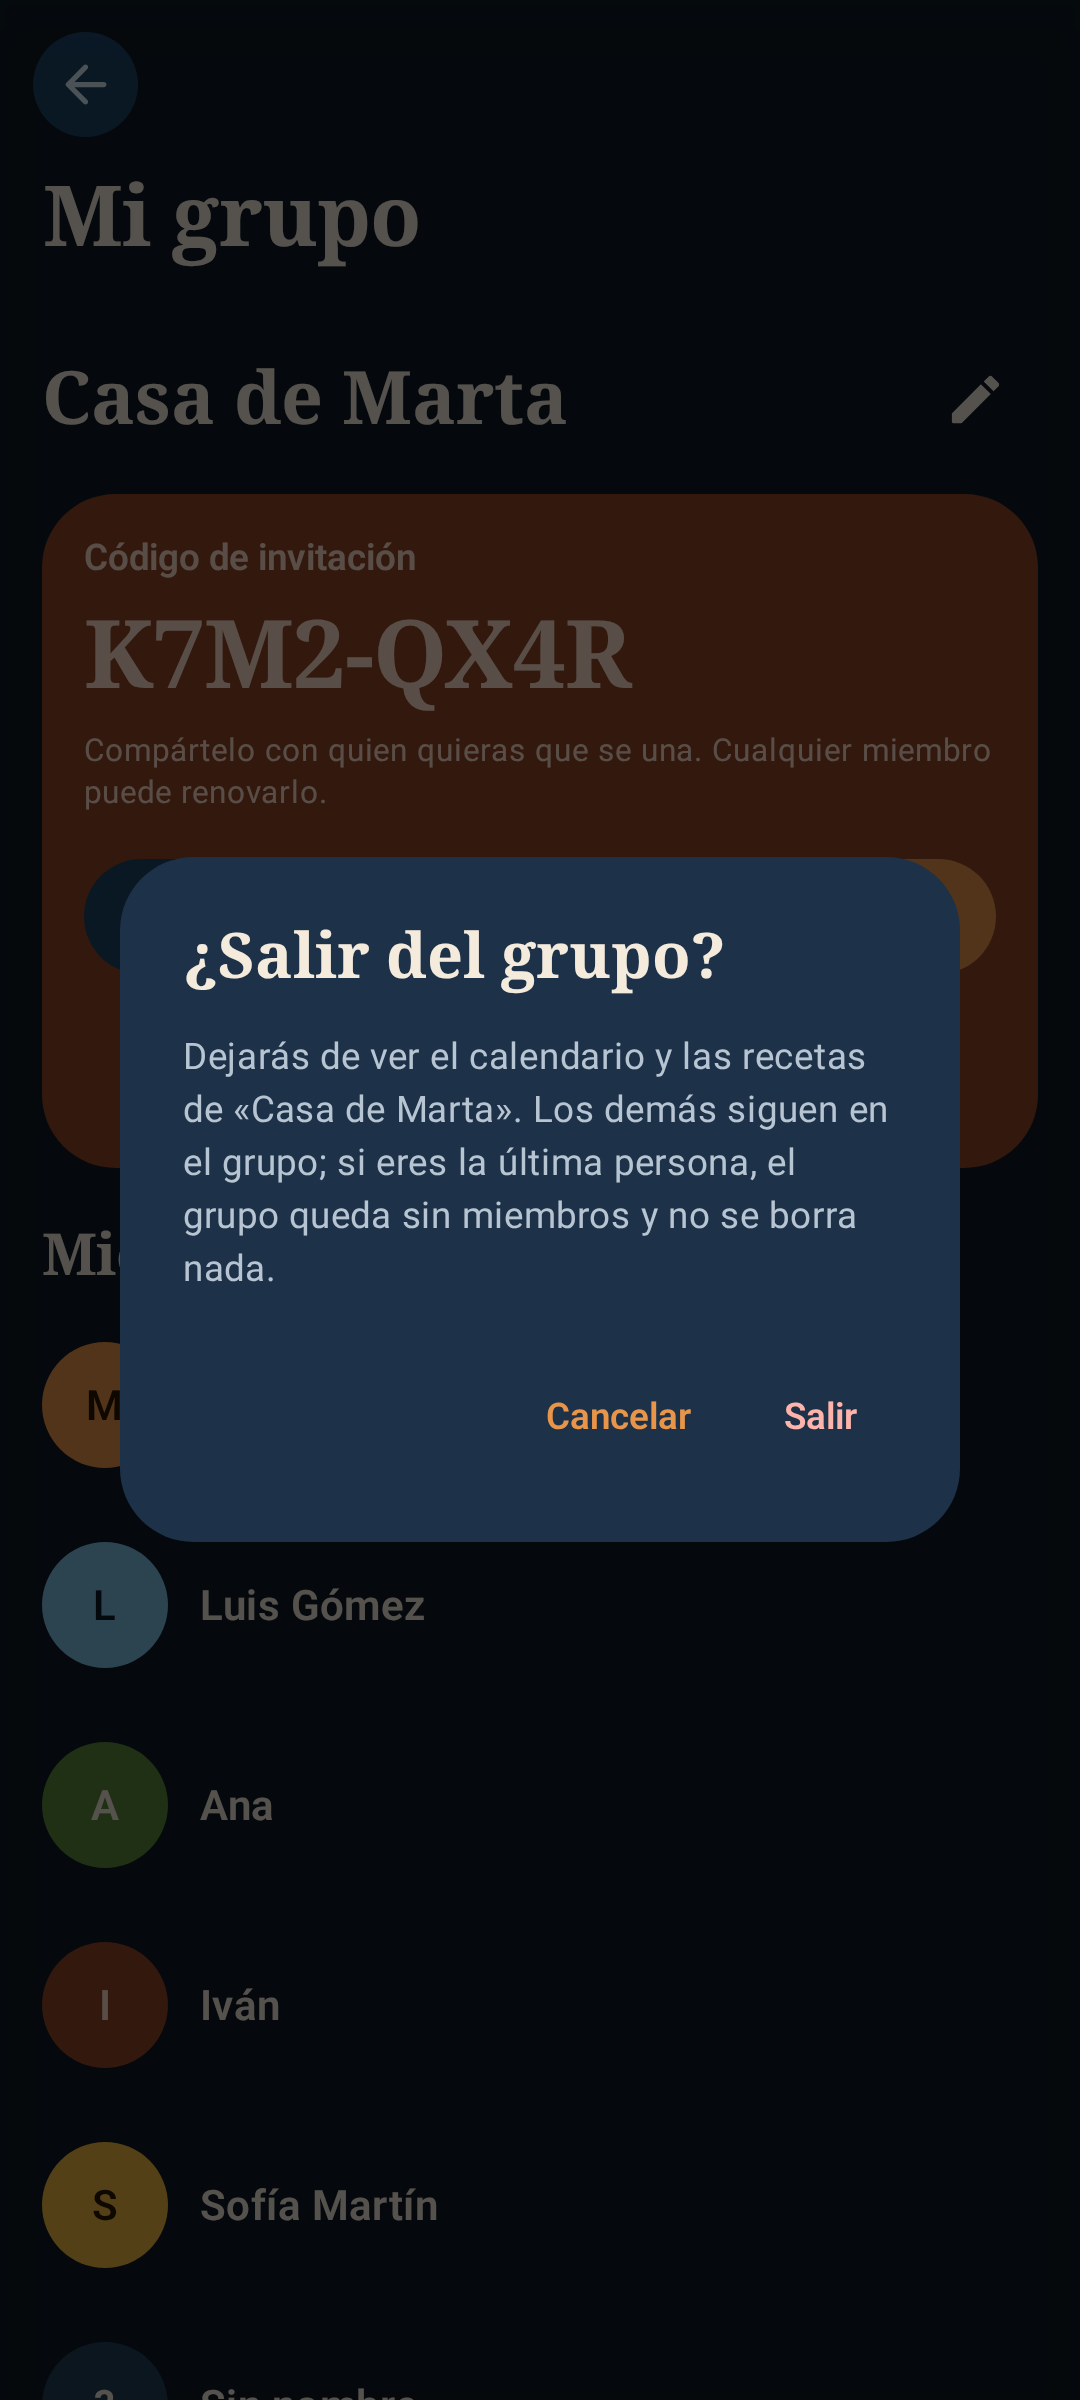 Mi grupo
Casa de Marta
Código de invitación
K7M2-QX4R
Compártelo con quien quieras que se una. Cualquier miembro
puede renovarlo.
¿Salir del grupo?
Dejarás de ver el calendario y las recetas
de «Casa de Marta». Los demás siguen en
el grupo; si eres la última persona, el
grupo queda sin miembros y no se borra
nada.
Cancelar
Salir
M
L
Luis Gómez
A
Ana
I
Iván
S
Sofía Martín
Sin nombre